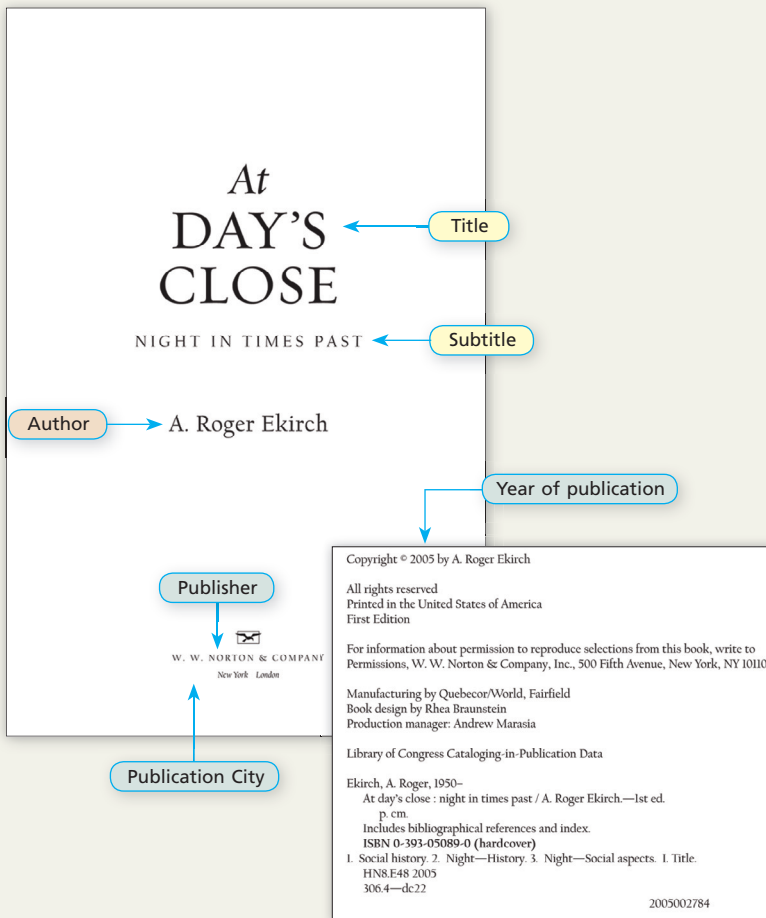 At
DAY'S
CLOSE
Title
NIGHT IN TIMES PAST
Subtitle
Author
A. Roger Ekirch
Year of publication
Publisher
W. W. NORTON & COMPANY
New York London
Publication City
Copyright © 2005 by A. Roger Ekirch
All rights reserved
Printed in the United States of America
First Edition
For information about permission to reproduce selections from this book, write to
Permissions, W. W. Norton & Company, Inc., 500 Fifth Avenue, New York, NY 10110
Manufacturing by Quebecor/World, Fairfield
Book design by Rhea Braunstein
Production manager: Andrew Marasia
Library of Congress Cataloging-in-Publication Data
Ekirch, A. Roger, 1950–
At day's close : night in times past / A. Roger Ekirch.—1st ed.
p. cm.
Includes bibliographical references and index.
ISBN 0-393-05089-0 (hardcover)
1. Social history. 2. Night—History. 3. Night—Social aspects. I. Title.
HN8.E48 2005
306.4—dc22
2005002784